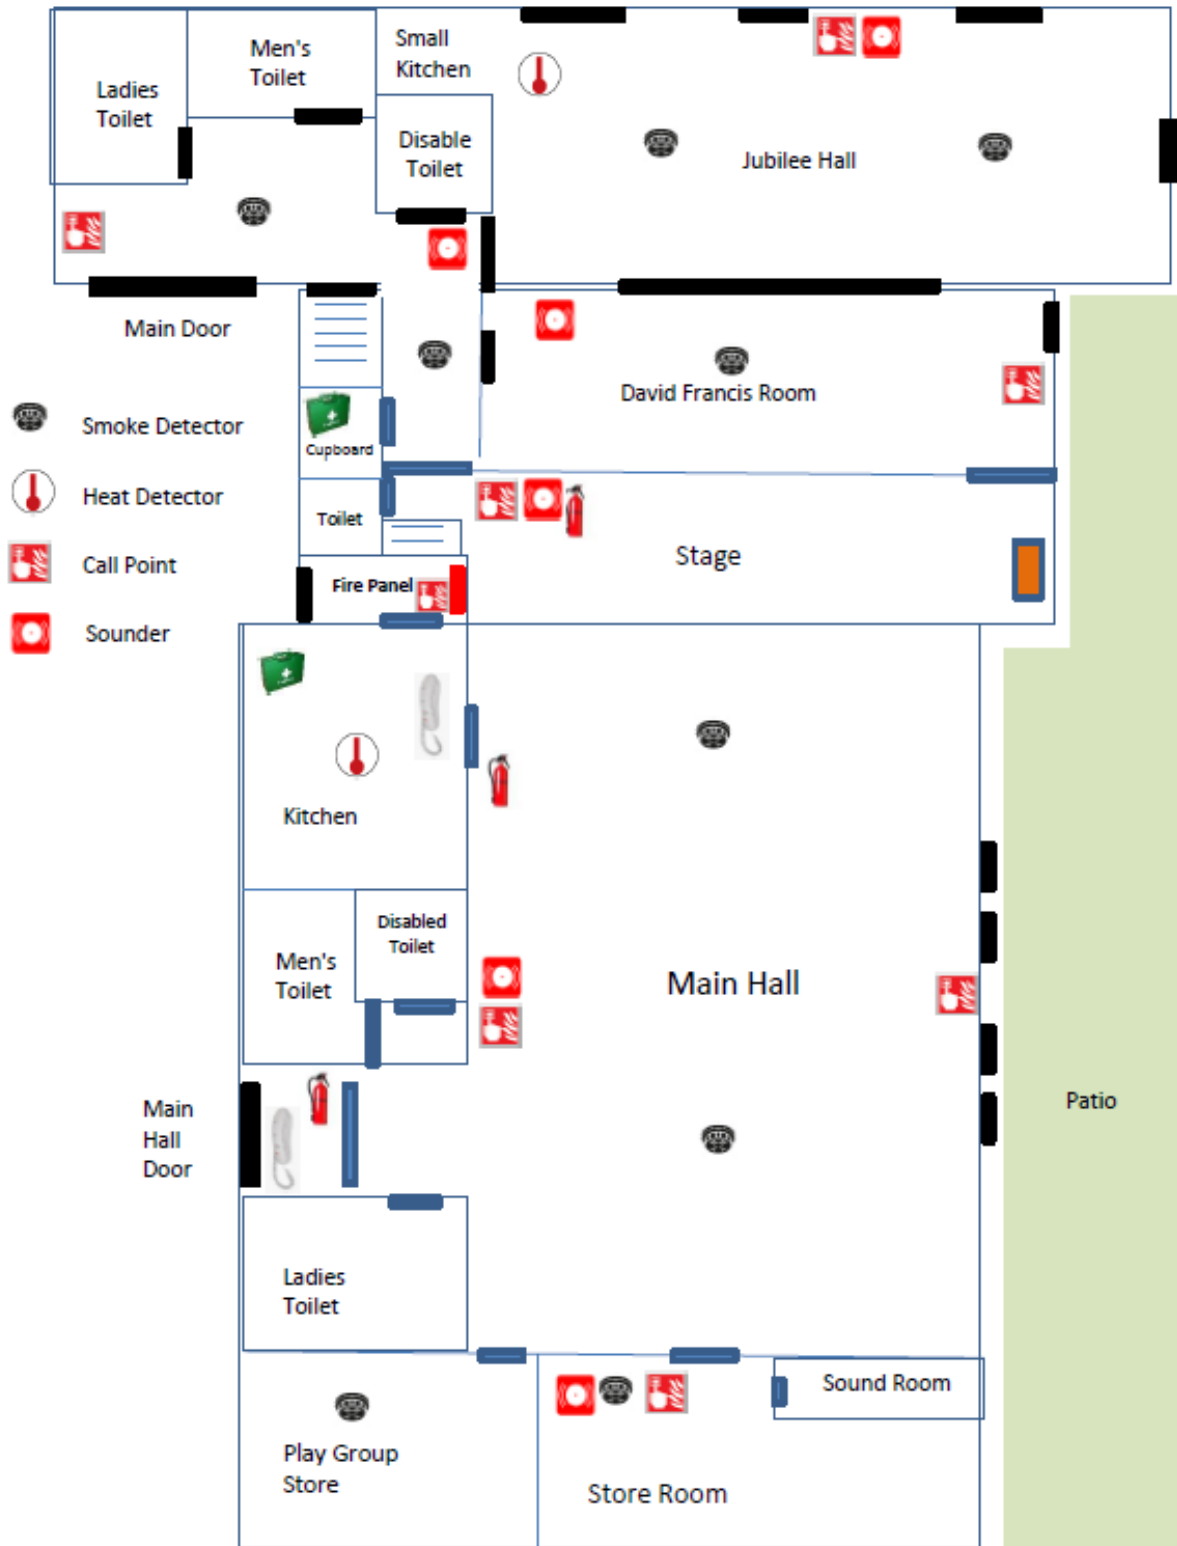 Ladies
Toilet
Men's
Toilet
Small
Kitchen
Disable
Toilet
Jubilee Hall
Main Door
David Francis Room
Smoke Detector
Cupboard
Heat Detector
Toilet
Stage
Call Point
Fire Panel
Sounder
Kitchen
Disabled
Toilet
Men's
Toilet
Main Hall
Main
Hall
Door
Patio
Ladies
Toilet
Sound Room
Play Group
Store
Store Room